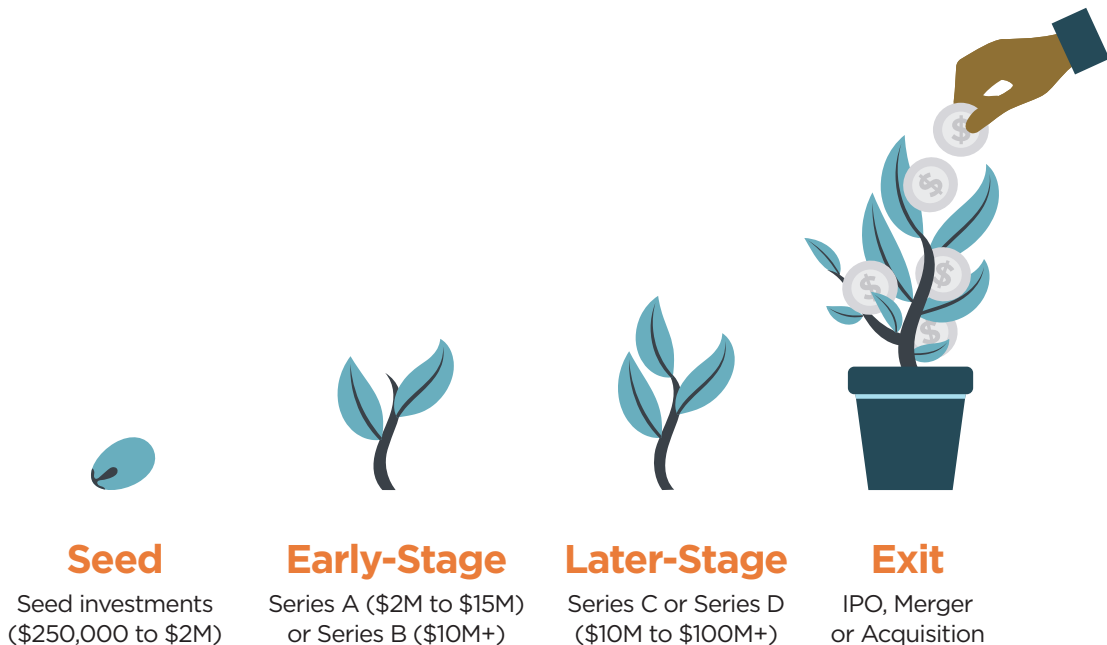 $
$
$
$
$
Seed
Seed investments
($250,000 to $2M)
Early-Stage
Series A ($2M to $15M)
or Series B ($10M+)
Later-Stage
Series C or Series D
($10M to $100M+)
Exit
IPO, Merger
or Acquisition